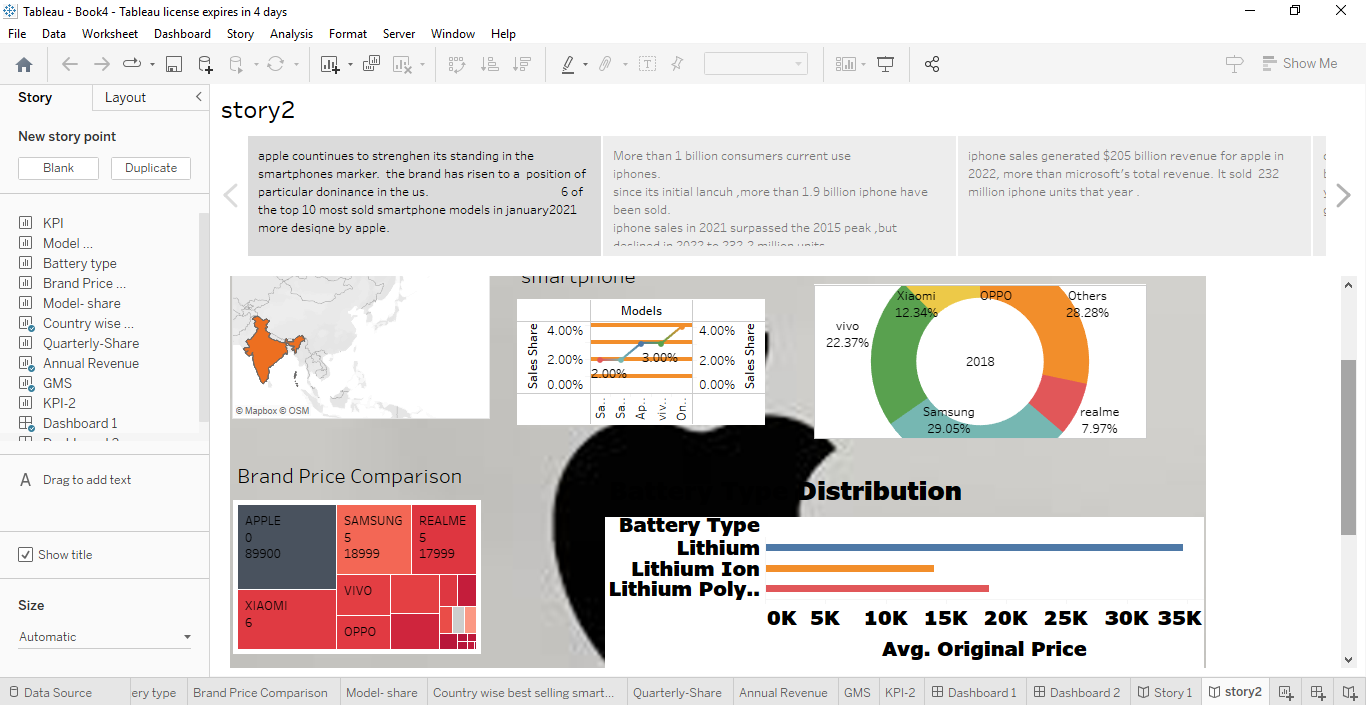 Tableau - Book4 - Tableau license expires in 4 days
File Data Worksheet Dashboard Story Analysis Format Server Window Help
Show Me
Story Layout
New story point
Blank Duplicate
KPI
Model ...
Battery type
Brand Price ...
Model- share
Country wise ...
Quarterly-Share
Annual Revenue
GMS
KPI-2
Dashboard 1
A Drag to add text
Show title
Size
Automatic
story2
apple countinues to strenghen its standing in the
smartphones marker. the brand has risen to a position of
particular doninance in the us. 6 of
the top 10 most sold smartphone models in january2021
more desiqne by apple.
More than 1 billion consumers current use
iphones.
since its initial lancuh ,more than 1.9 billion iphone have
been sold.
iphone sales in 2021 surpassed the 2015 peak ,but
declined in 2022 to 232.2 million units
iphone sales generated $205 billion revenue for apple in
2022, more than microsoft's total revenue. It sold 232
million iphone units that year .
© Mapbox © OSM
smartphone
Models
Sales Share
4.00%
2.00%
0.00%
3.00%
2.00%
4.00%
2.00%
0.00%
Sales Share
Sa..
Sa..
Ap..
viv..
On..
Xiaomi
12.34%
OPPO
Others
28.28%
vivo
22.37%
2018
Samsung
29.05%
realme
7.97%
Brand Price Comparison
APPLE
0
89900
SAMSUNG
5
18999
REALME
5
17999
XIAOMI
6
VIVO
OPPO
Battery Type Distribution
Battery Type
Lithium
Lithium Ion
Lithium Poly..
0K 5K 10K 15K 20K 25K 30K 35K
Avg. Original Price
Data Source ery type Brand Price Comparison Model- share Country wise best selling smart... Quarterly-Share Annual Revenue GMS KPI-2 Dashboard 1 Dashboard 2 Story 1 story2